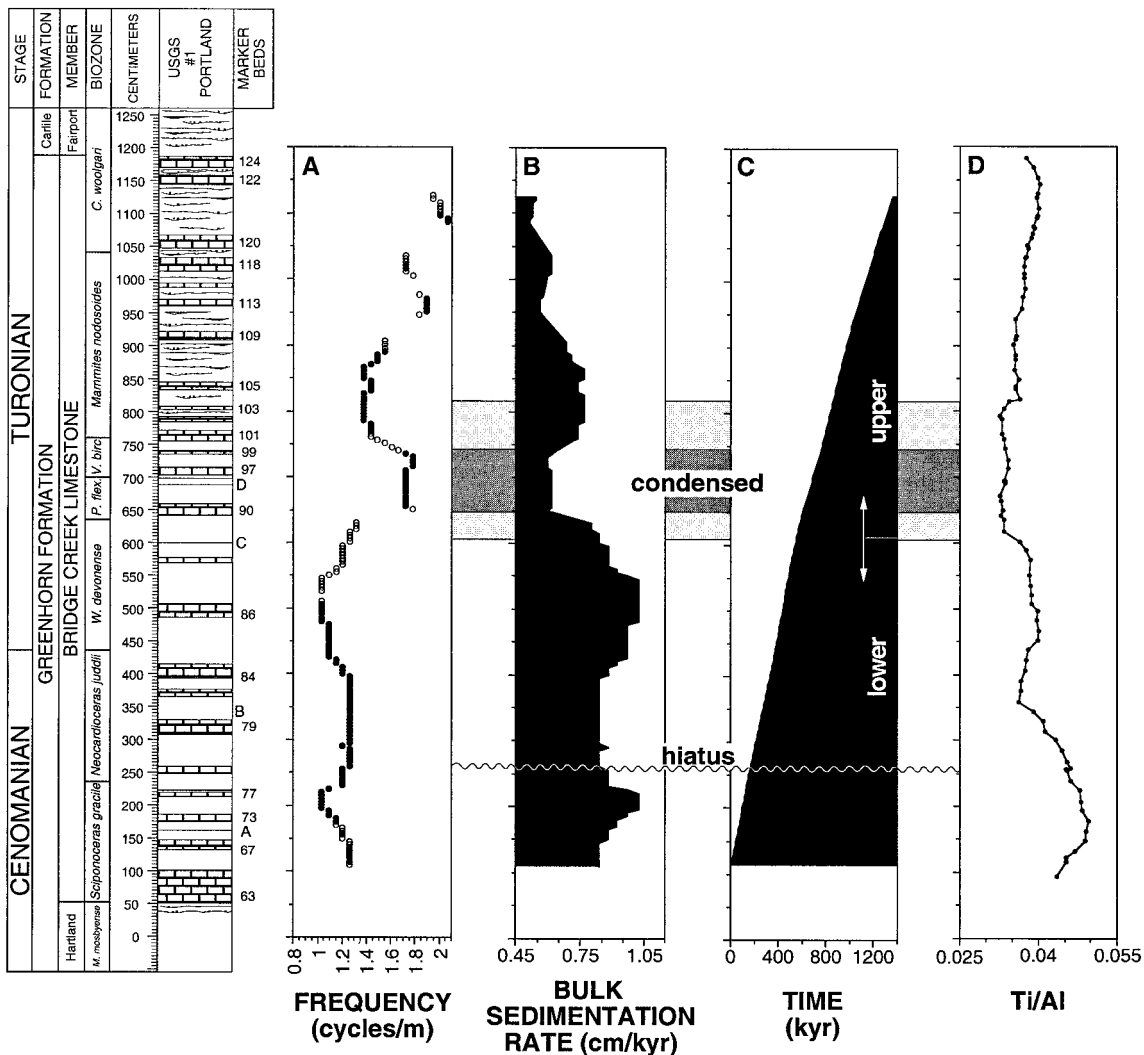 STAGE
FORMATION
MEMBER
BIOZONE
CENTIMETERS
USGS
#1
PORTLAND
MARKER
BEDS
TURONIAN
CENOMANIAN
Carlile
GREENHORN FORMATION
Fairport
BRIDGE CREEK LIMESTONE
Hartland
C. woolgari
Mammites nodosoides
V. birc
P. flex.
W. devonense
Neocardioceras juddii
Sciponoceras gracile
M. mosbyense
1250
1200
1150
1100
1050
1000
950
900
850
800
750
700
650
600
550
500
450
400
350
300
250
200
150
100
50
0
124
122
120
118
113
109
105
103
101
99
97
D
90
C
86
84
B
79
77
73
A
67
63
A
0.8
1
1.2
1.4
1.6
1.8
2
FREQUENCY
(cycles/m)
B
0.45
0.75
1.05
BULK
SEDIMENTATION
RATE (cm/kyr)
condensed
hiatus
C
upper
lower
0
400
800
1200
TIME
(kyr)
D
0.025
0.04
0.055
Ti/Al